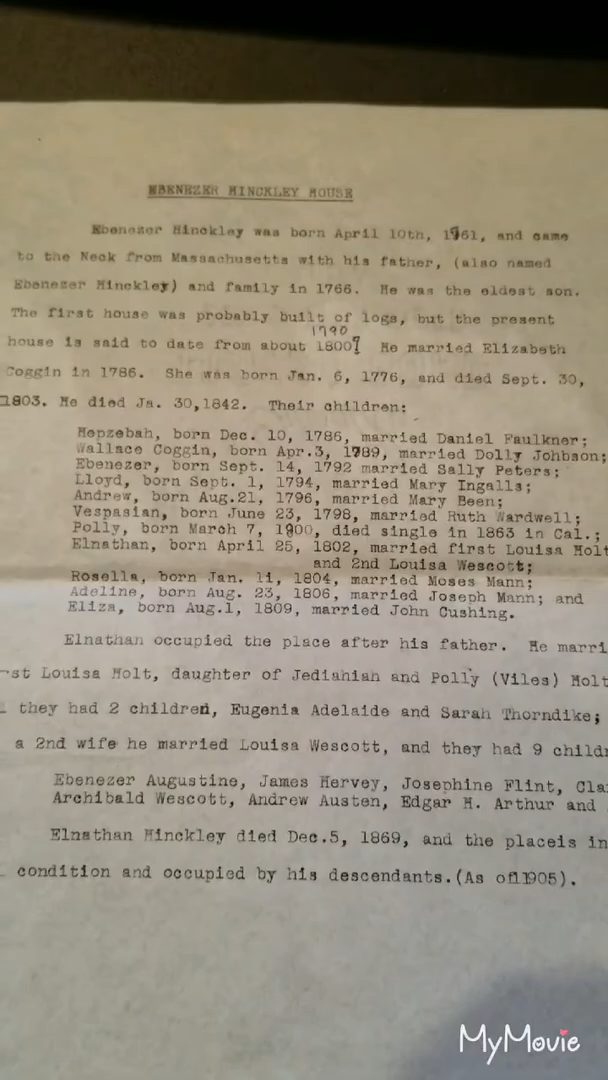 EBENEZER HINCKLEY HOUSE
Ebenezer Hinckley was born April 10th, 1761, and came
to the Neck from Massachusetts with his father, (also named
Ebenezer Hinckley) and family in 1766. He was the eldest son.
The first house was probably built of logs, but the present
1790
house is said to date from about 1800? He married Elizabeth
Coggin in 1786. She was born Jan. 6, 1776, and died Sept. 30,
1803. He died Ja. 30,1842. Their children:
Hepzebah, born Dec. 10, 1786, married Daniel Faulkner;
Wallace Coggin, born Apr.3, 1789, married Dolly Johnson;
Ebenezer, born Sept. 14, 1792 married Sally Peters;
Lloyd, born Sept. 1, 1794, married Mary Ingalls;
Andrew, born Aug.21, 1796, married Mary Been;
Vespasian, born June 23, 1798, married Ruth Wardwell;
Polly, born March 7, 1800, died single in 1863 in Cal.;
Elnathan, born April 25, 1802, married first Louisa Holt
and 2nd Louisa Wescott;
Rosella, born Jan. 11, 1804, married Moses Mann;
Adeline, born Aug. 23, 1806, married Joseph Mann; and
Eliza, born Aug.1, 1809, married John Cushing.
Elnathan occupied the place after his father. He marri
rst Louisa Holt, daughter of Jediahiah and Polly (Viles) Holt
they had 2 children, Eugenia Adelaide and Sarah Thorndike;
a 2nd wife he married Louisa Wescott, and they had 9 childr
Ebenezer Augustine, James Hervey, Josephine Flint, Cla
Archibald Wescott, Andrew Austen, Edgar H. Arthur and
Elnathan Hinckley died Dec.5, 1869, and the placeis in
condition and occupied by his descendants.(As of 1905).
MyMovie